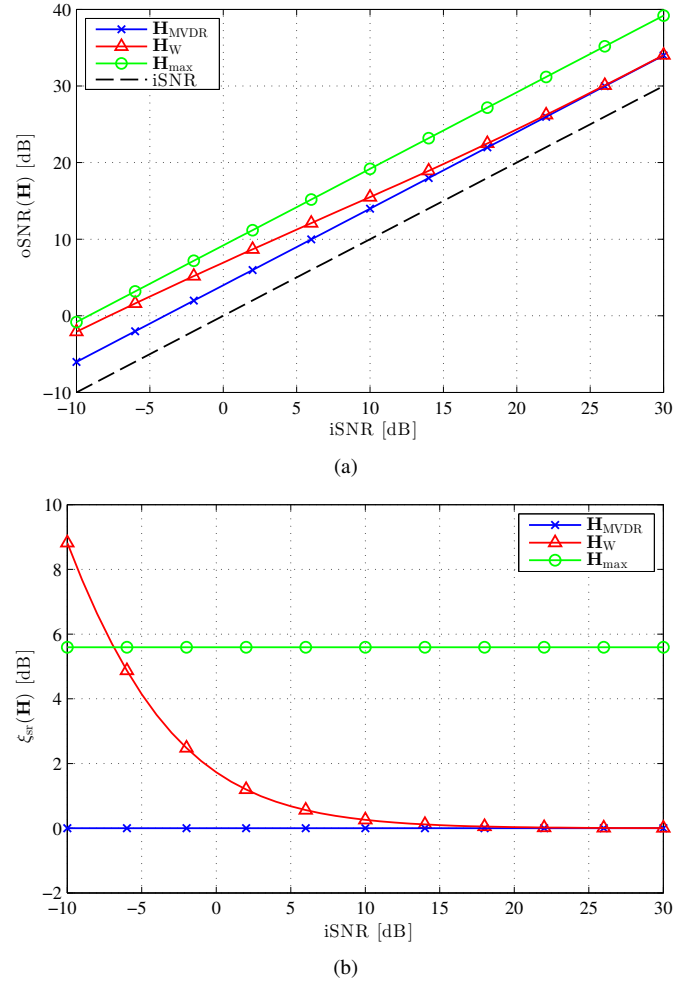 40
30
20
10
0
−10
oSNR(H) [dB]
H_MVDR
H_W
H_max
iSNR
−10 −5 0 5 10 15 20 25 30
iSNR [dB]
(a)
10
8
6
4
2
0
−2
ξ_sr(H) [dB]
H_MVDR
H_W
H_max
−10 −5 0 5 10 15 20 25 30
iSNR [dB]
(b)